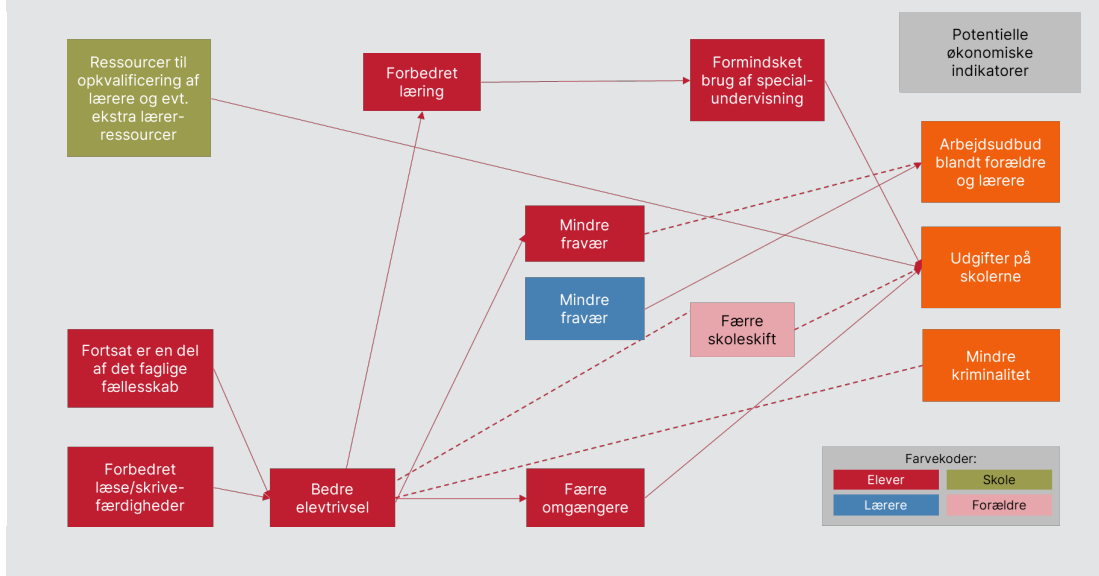 Ressourcer til
opkvalificering af
lærere og evt.
ekstra lærer-
ressourcer
Forbedret
læring
Formindsket
brug af special-
undervisning
Potentielle
økonomiske
indikatorer
Arbejdsudbud
blandt forældre
og lærere
Mindre
fravær
Udgifter på
skolerne
Mindre
fravær
Færre
skoleskift
Fortsat er en del
af det faglige
fællesskab
Mindre
kriminalitet
Forbedret
læse/skrive-
færdigheder
Bedre
elevtrivsel
Færre
omgængere
Farvekoder:
Elever
Skole
Lærere
Forældre